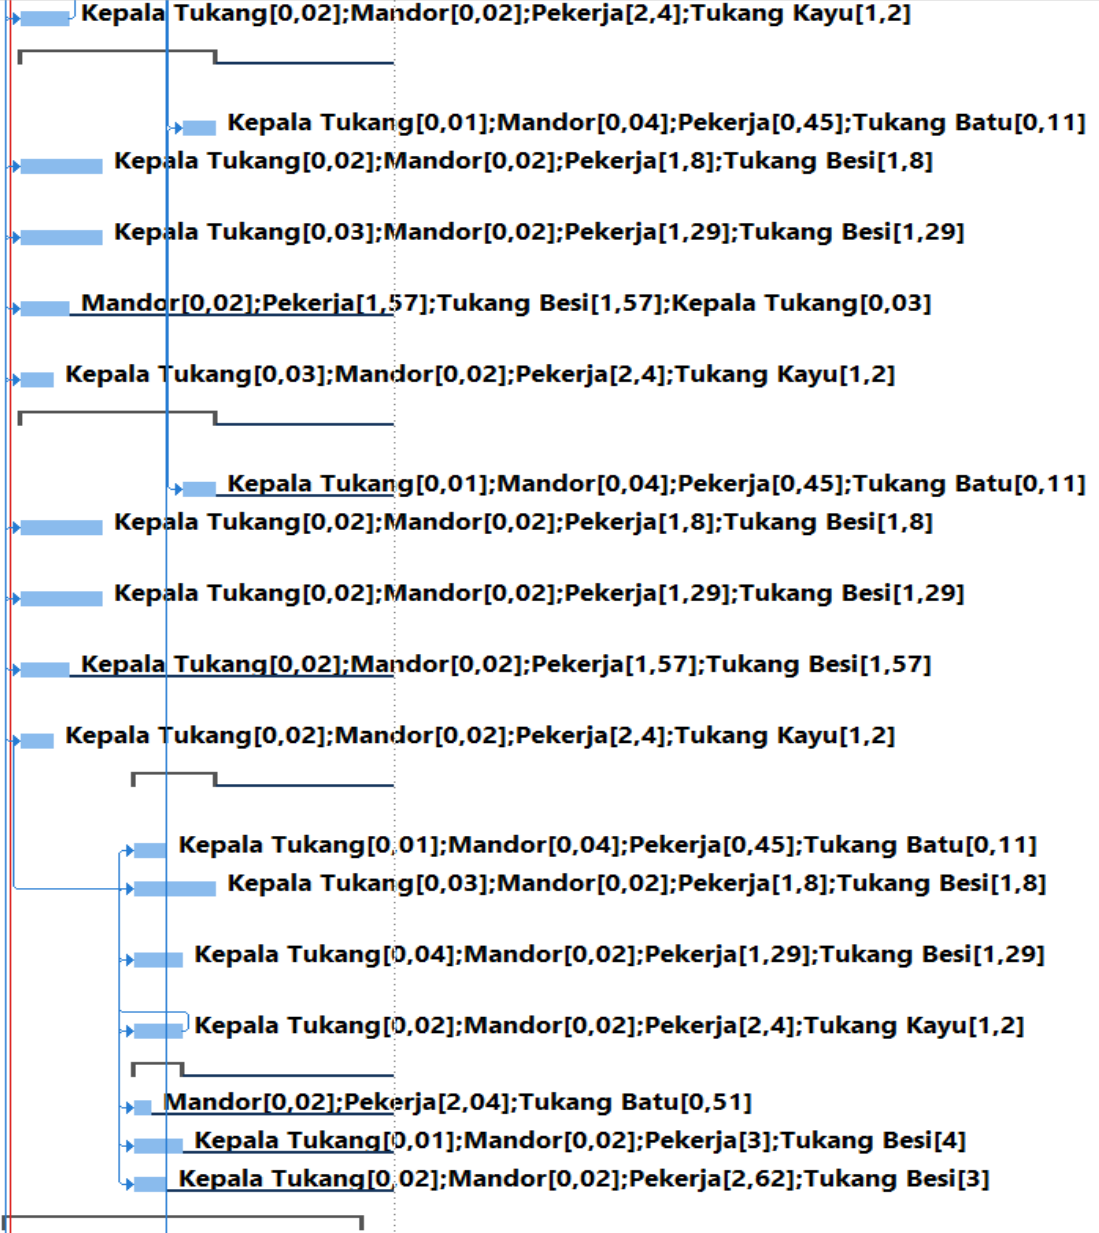 Kepala Tukang[0,02];Mandor[0,02];Pekerja[2,4];Tukang Kayu[1,2]
Kepala Tukang[0,01];Mandor[0,04];Pekerja[0,45];Tukang Batu[0,11]
Kepala Tukang[0,02];Mandor[0,02];Pekerja[1,8];Tukang Besi[1,8]
Kepala Tukang[0,03];Mandor[0,02];Pekerja[1,29];Tukang Besi[1,29]
Mandor[0,02];Pekerja[1,57];Tukang Besi[1,57];Kepala Tukang[0,03]
Kepala Tukang[0,03];Mandor[0,02];Pekerja[2,4];Tukang Kayu[1,2]
Kepala Tukang[0,01];Mandor[0,04];Pekerja[0,45];Tukang Batu[0,11]
Kepala Tukang[0,02];Mandor[0,02];Pekerja[1,8];Tukang Besi[1,8]
Kepala Tukang[0,02];Mandor[0,02];Pekerja[1,29];Tukang Besi[1,29]
Kepala Tukang[0,02];Mandor[0,02];Pekerja[1,57];Tukang Besi[1,57]
Kepala Tukang[0,02];Mandor[0,02];Pekerja[2,4];Tukang Kayu[1,2]
Kepala Tukang[0,01];Mandor[0,04];Pekerja[0,45];Tukang Batu[0,11]
Kepala Tukang[0,03];Mandor[0,02];Pekerja[1,8];Tukang Besi[1,8]
Kepala Tukang[0,04];Mandor[0,02];Pekerja[1,29];Tukang Besi[1,29]
Kepala Tukang[0,02];Mandor[0,02];Pekerja[2,4];Tukang Kayu[1,2]
Mandor[0,02];Pekerja[2,04];Tukang Batu[0,51]
Kepala Tukang[0,01];Mandor[0,02];Pekerja[3];Tukang Besi[4]
Kepala Tukang[0,02];Mandor[0,02];Pekerja[2,62];Tukang Besi[3]